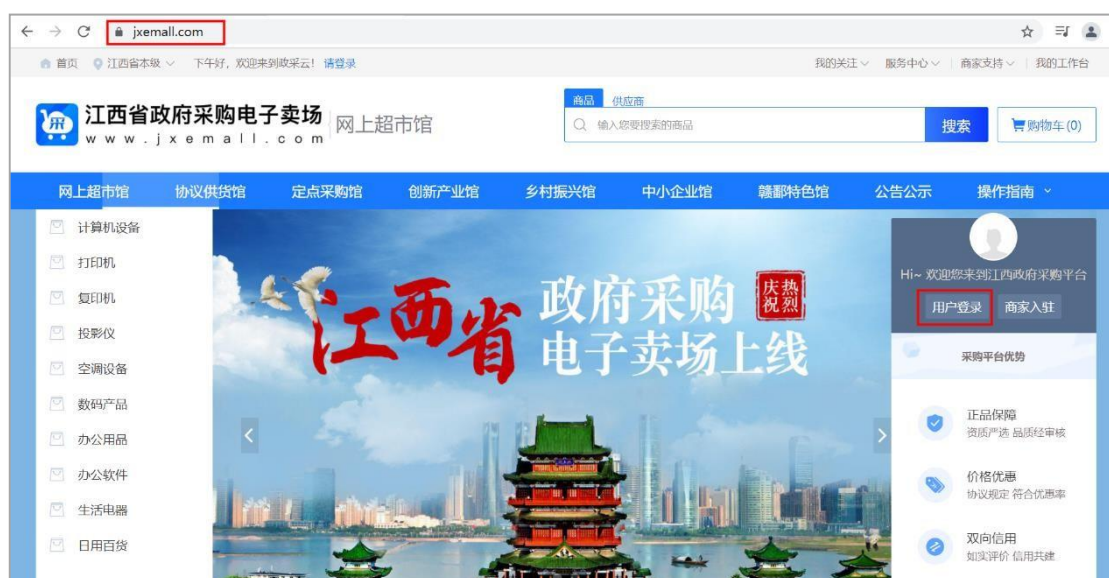 jxemall.com
首页 江西省本级 下午好，欢迎来到政采云！ 请登录 我的关注 服务中心 商家支持 我的工作台
商品 供应商
江西省政府采购电子卖场 网上超市馆
输入您要搜索的商品 搜索 购物车(0)
www.jxemall.com
网上超市馆 协议供货馆 定点采购馆 创新产业馆 乡村振兴馆 中小企业馆 赣鄱特色馆 公告公示 操作指南
计算机设备
打印机
复印机
投影仪
空调设备
数码产品
办公用品
办公软件
生活电器
日用百货
江西省
政府采购
热烈庆祝
电子卖场上线
Hi~ 欢迎您来到江西政府采购平台
用户登录 商家入驻
采购平台优势
正品保障
资质严选 品质经审核
价格优惠
协议规定 符合优惠率
双向信用
如实评价 信用共建